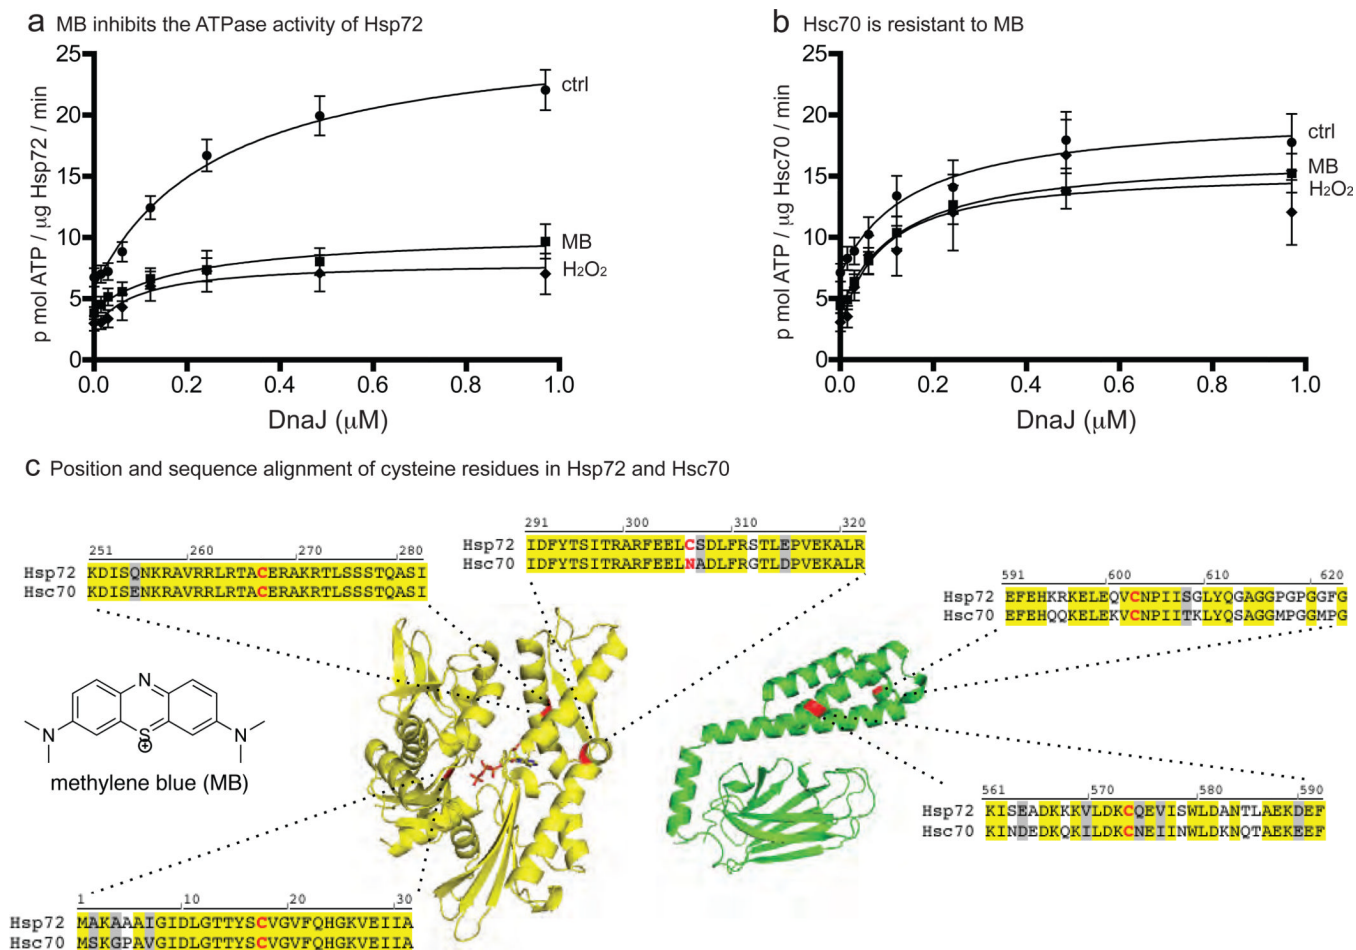 a MB inhibits the ATPase activity of Hsp72
25
20
15
10
5
0
0.0 0.2 0.4 0.6 0.8 1.0
p mol ATP / μg Hsp72 / min
DnaJ (μM)
ctrl
MB
H2O2
b Hsc70 is resistant to MB
25
20
15
10
5
0
0.0 0.2 0.4 0.6 0.8 1.0
p mol ATP / μg Hsc70 / min
DnaJ (μM)
ctrl
MB
H2O2
c Position and sequence alignment of cysteine residues in Hsp72 and Hsc70
251 260 270 280
Hsp72 KDISQNKRAVRRLRTACERAKRTLSSSTQASI
Hsc70 KDISENKRAVRRLRTACERAKRTLSSSTQASI
291 300 310 320
Hsp72 IDFYTSITRARFEELCSDLFRSTLEPVEKALR
Hsc70 IDFYTSITRARFEELNADLFRGTLDPVEKALR
591 600 610 620
Hsp72 EFEHKRKELEQVCNPIISGLYQGAGGPGPGGFG
Hsc70 EFEHQQKELEKVCNPIITKLYQSAGGMPGGMPG
N
N
S
⊕
N
methylene blue (MB)
561 570 580 590
Hsp72 KISEADKKKVLDKCQEVISWLDANTLAEKDEF
Hsc70 KINDEDKQKILDKCNEIINWLDKNQTAEKEEF
1 10 20 30
Hsp72 MAKAAAIGIDLGTTYSCVGVFQHGKVEIIA
Hsc70 MSKGPAVGIDLGTTYSCVGVFQHGKVEIIA